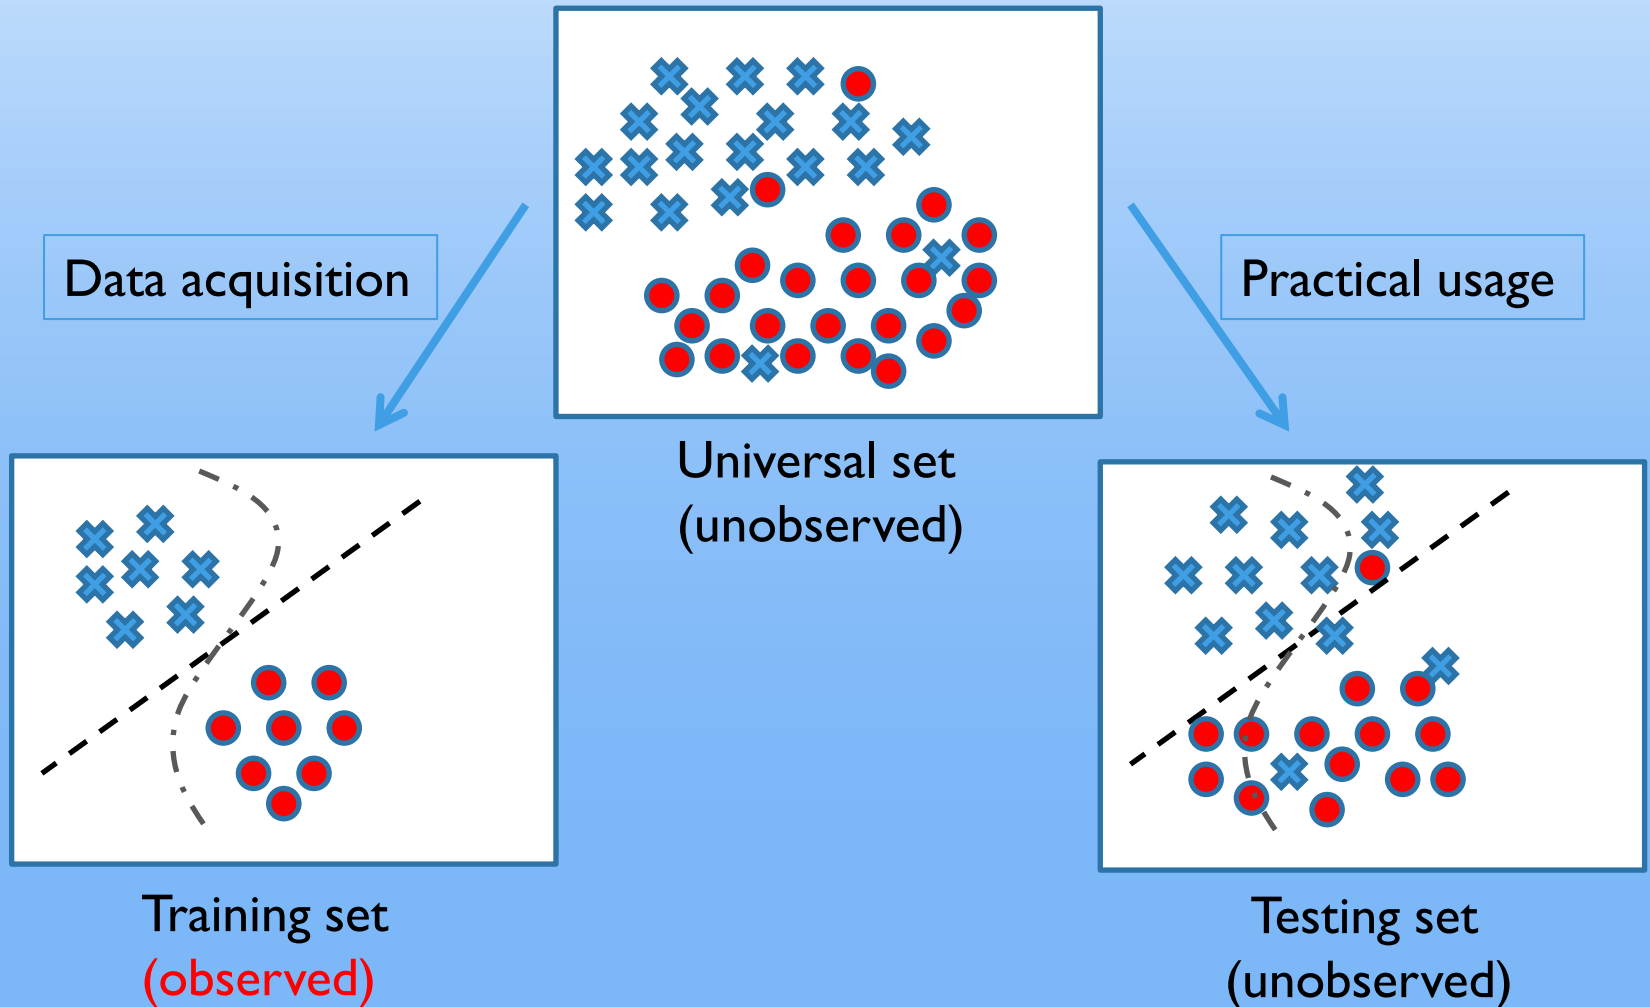 Data acquisition
Practical usage
Universal set
(unobserved)
Training set
(observed)
Testing set
(unobserved)